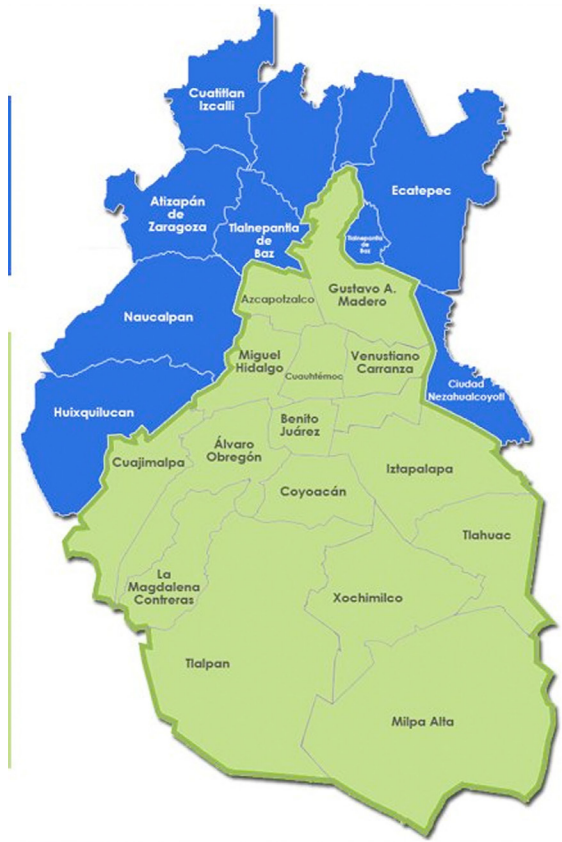 Cuatitlan
Izcalli
Ecatepec
Atizapán
de
Zaragoza
Tlalnepantla
de
Baz
Tlalnepantla
de
Baz
Gustavo A.
Madero
Azcapotzalco
Naucalpan
Miguel
Hidalgo
Venustiano
Carranza
Cuauhtémoc
Ciudad
Nezahualcoyotl
Huixquilucan
Benito
Juárez
Álvaro
Obregón
Cuajimalpa
Iztapalapa
Coyoacán
Tlahuac
La
Magdalena
Contreras
Xochimilco
Tlalpan
Milpa Alta